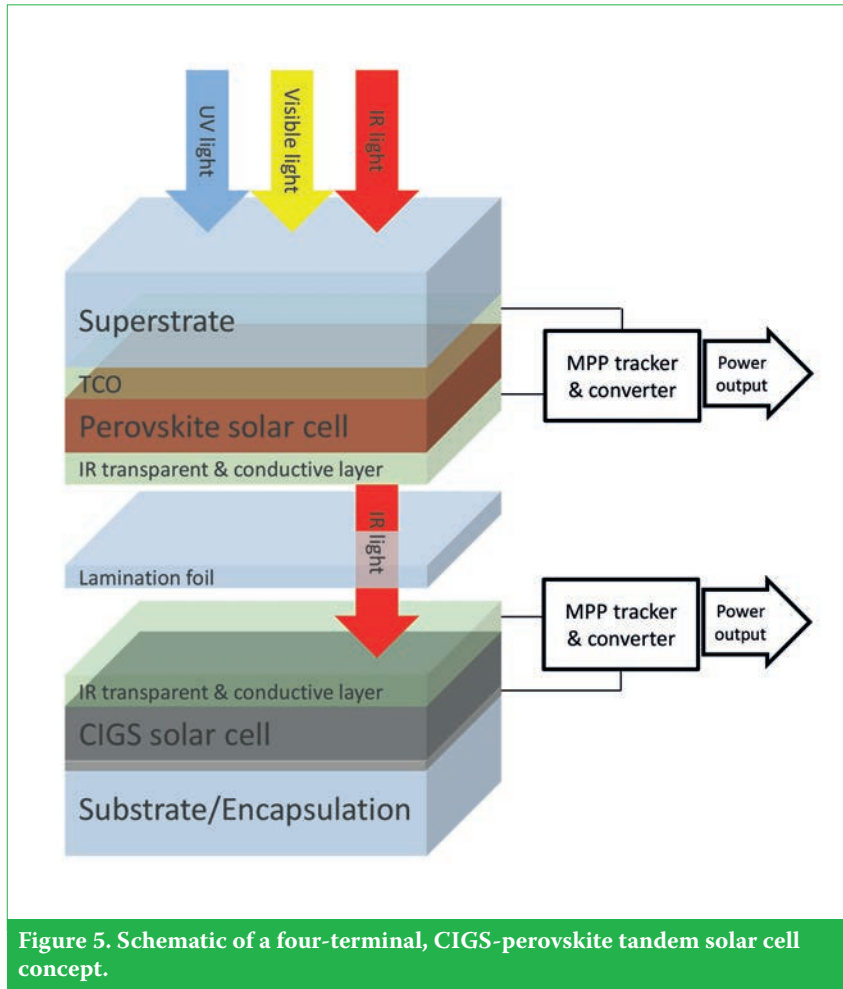 UV light
Visible light
IR light
Superstrate
TCO
Perovskite solar cell
IR transparent & conductive layer
MPP tracker
& converter
Power
output
IR light
Lamination foil
MPP tracker
& converter
Power
output
IR transparent & conductive layer
CIGS solar cell
Substrate/Encapsulation
Figure 5. Schematic of a four-terminal, CIGS-perovskite tandem solar cell
concept.